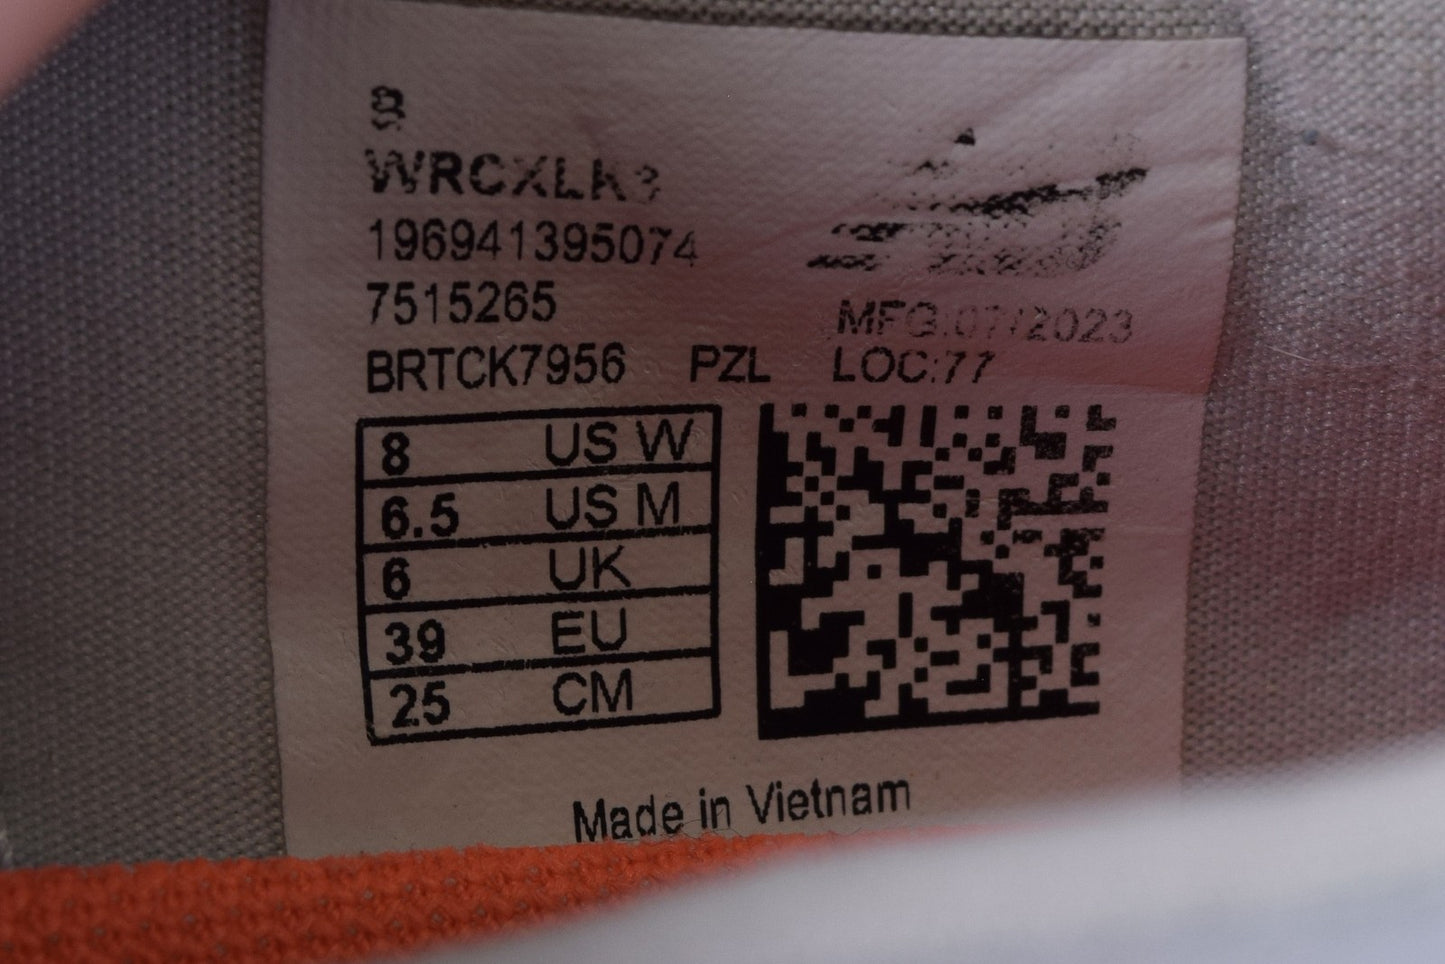 8
WRCXLK3
196941395074
7515265
MFG:07/2023
BRTCK7956 PZL LOC:77
8 US W
6.5 US M
6 UK
39 EU
25 CM
Made in Vietnam